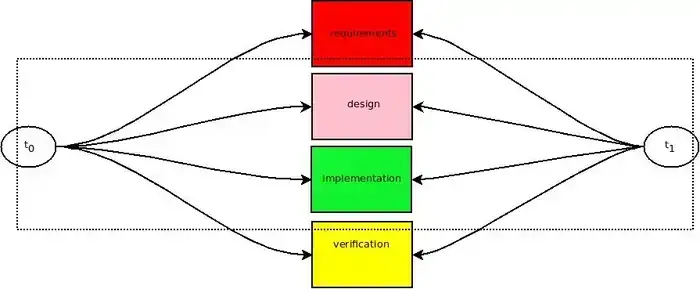 requirements
design
t0
t1
implementation
verification